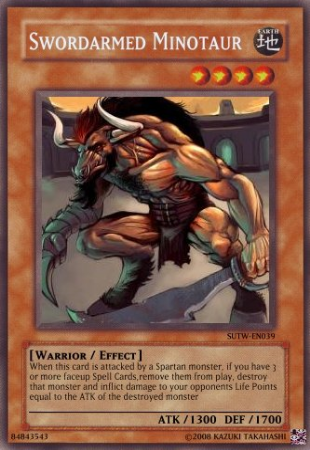 SWORDARMED MINOTAUR
EARTH
地
SUTW-EN039
[WARRIOR / EFFECT]
When this card is attacked by a Spartan monster, if you have 3
or more faceup Spell Cards,remove them from play, destroy
that monster and inflict damage to your opponents Life Points
equal to the ATK of the destroyed monster
ATK / 1300 DEF / 1700
84843543
©2008 KAZUKI TAKAHASHI